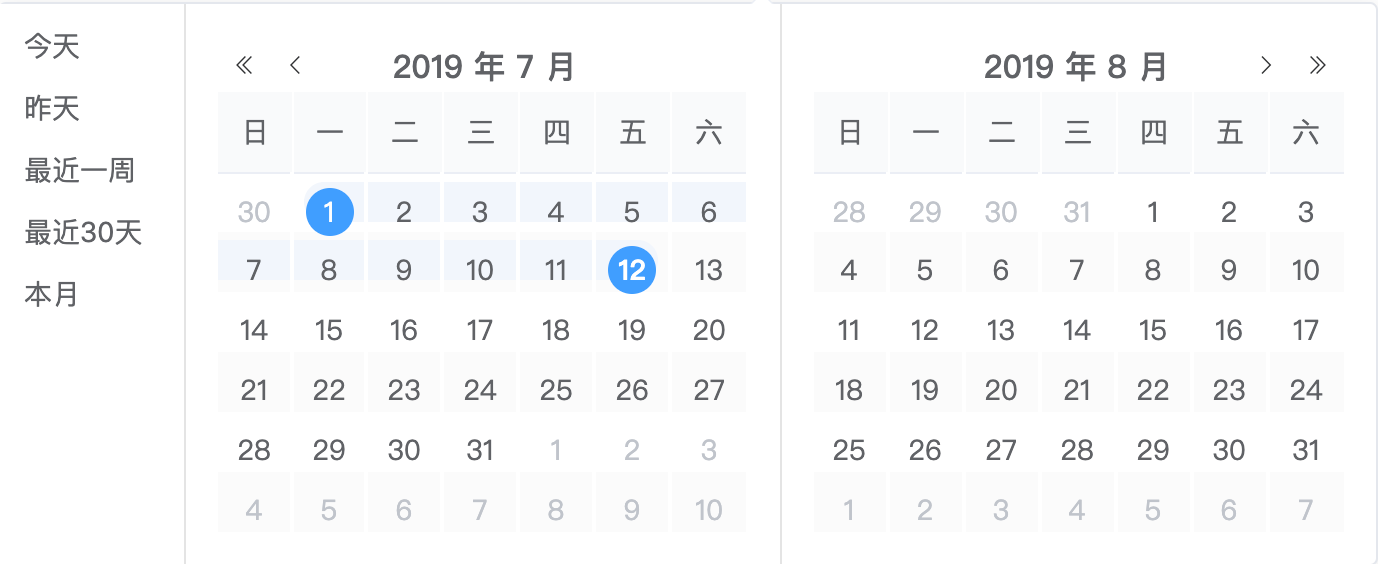 今天
昨天
最近一周
最近30天
本月
2019 年 7 月
日 一 二 三 四 五 六
30 1 2 3 4 5 6
7 8 9 10 11 12 13
14 15 16 17 18 19 20
21 22 23 24 25 26 27
28 29 30 31 1 2 3
4 5 6 7 8 9 10
2019 年 8 月
日 一 二 三 四 五 六
28 29 30 31 1 2 3
4 5 6 7 8 9 10
11 12 13 14 15 16 17
18 19 20 21 22 23 24
25 26 27 28 29 30 31
1 2 3 4 5 6 7